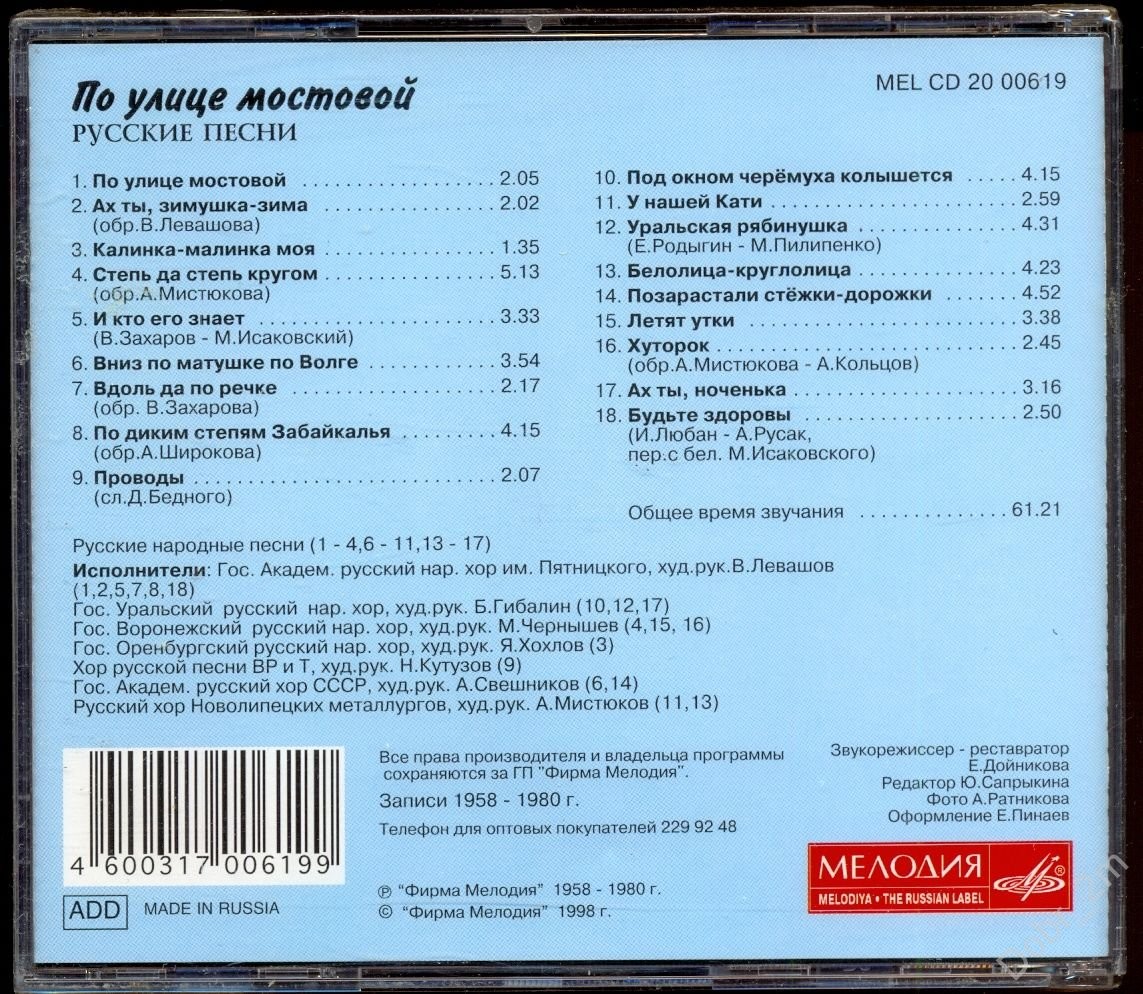 По улице мостовой
РУССКИЕ ПЕСНИ
MEL CD 20 00619
1. По улице мостовой .................... 2.05
2. Ах ты, зимушка-зима .................. 2.02
(обр.В.Левашова)
3. Калинка-малинка моя .................. 1.35
4. Степь да степь кругом .................. 5.13
(обр.А.Мистюкова)
5. И кто его знает ........................ 3.33
(В.Захаров - М.Исаковский)
6. Вниз по матушке по Волге .............. 3.54
7. Вдоль да по речке ..................... 2.17
(обр. В.Захарова)
8. По диким степям Забайкалья ........... 4.15
(обр.А.Широкова)
9. Проводы .............................. 2.07
(сл.Д.Бедного)
10. Под окном черёмуха колышется ..... 4.15
11. У нашей Кати ........................ 2.59
12. Уральская рябинушка ................ 4.31
(Е.Родыгин - М.Пилипенко)
13. Белолица-круглолица ................ 4.23
14. Позарастали стёжки-дорожки ....... 4.52
15. Летят утки .......................... 3.38
16. Хуторок ............................ 2.45
(обр.А.Мистюкова - А.Кольцов)
17. Ах ты, ноченька ...................... 3.16
18. Будьте здоровы ..................... 2.50
(И.Любан - А.Русак,
пер.с бел. М.Исаковского)
Общее время звучания .............. 61.21
Русские народные песни (1 - 4,6 - 11,13 - 17)
Исполнители: Гос. Академ. русский нар. хор им. Пятницкого, худ.рук.В.Левашов
(1,2,5,7,8,18)
Гос. Уральский русский нар. хор, худ.рук. Б.Гибалин (10,12,17)
Гос. Воронежский русский нар. хор, худ.рук. М.Чернышев (4,15, 16)
Гос. Оренбургский русский нар. хор, худ.рук. Я.Хохлов (3)
Хор русской песни ВР и Т, худ.рук. Н.Кутузов (9)
Гос. Академ. русский хор СССР, худ.рук. А.Свешников (6,14)
Русский хор Новолипецких металлургов, худ.рук. А.Мистюков (11,13)
Все права производителя и владельца программы
сохраняются за ГП "Фирма Мелодия".
Записи 1958 - 1980 г.
Телефон для оптовых покупателей 229 92 48
℗ "Фирма Мелодия" 1958 - 1980 г.
© "Фирма Мелодия" 1998 г.
Звукорежиссер - реставратор
Е.Дойникова
Редактор Ю.Сапрыкина
Фото А.Ратникова
Оформление Е.Пинаев
4 600317 006199
ADD MADE IN RUSSIA
МЕЛОДИЯ ®
MELODIYA • THE RUSSIAN LABEL